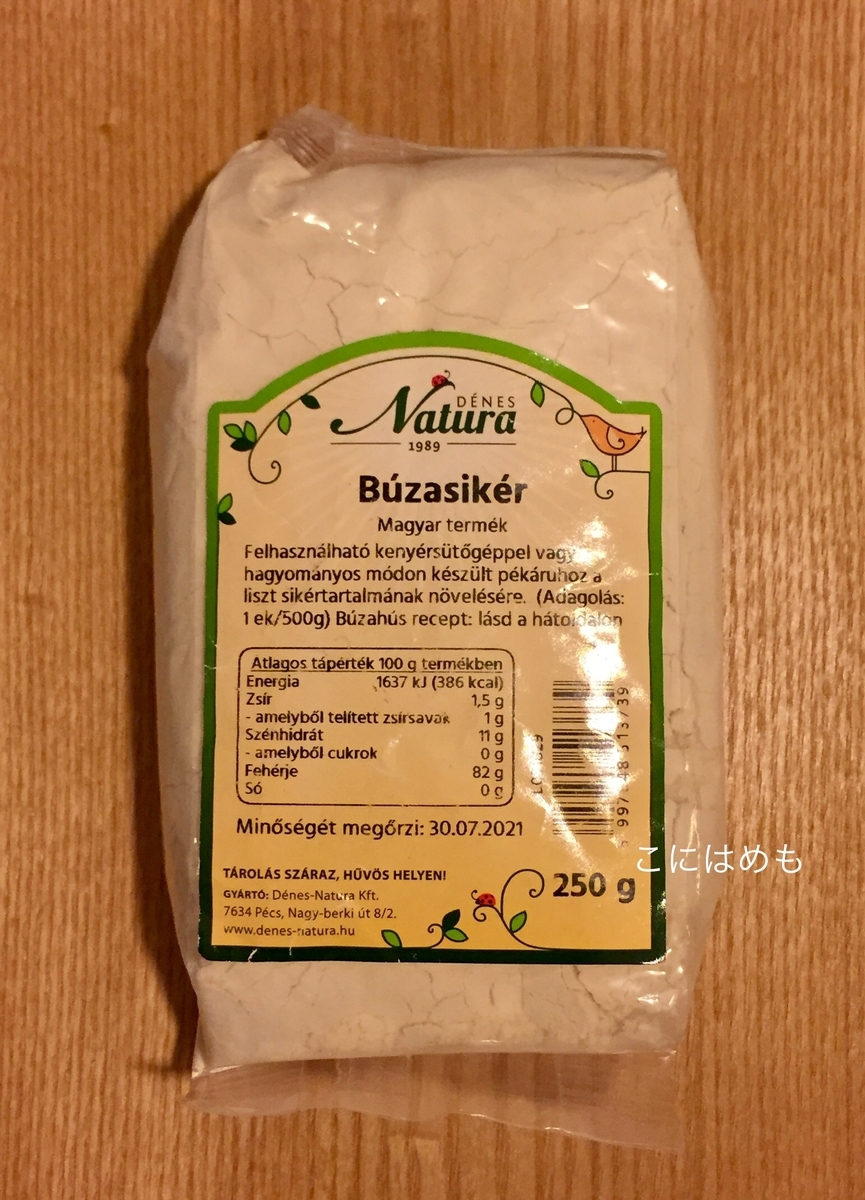 DÉNES
Natura
1989
Búzasikér
Magyar termék
Felhasználható kenyérsütőgéppel vagy
hagyományos módon készült pékáruhoz a
liszt sikértartalmának növelésére. (Adagolás:
1 ek/500g) Búzahús recept: lásd a hátoldalon
Átlagos tápérték 100 g termékben
Energia 1637 kJ (386 kcal)
Zsír 1,5 g
- amelyből telített zsírsavak 1 g
Szénhidrát 11 g
- amelyből cukrok 0 g
Fehérje 82 g
Só 0 g
Minőségét megőrzi: 30.07.2021
TÁROLÁS SZÁRAZ, HŰVÖS HELYEN!
GYÁRTÓ: Dénes-Natura Kft.
7634 Pécs, Nagy-berki út 8/2.
www.denes-natura.hu
250 g
こにはめも